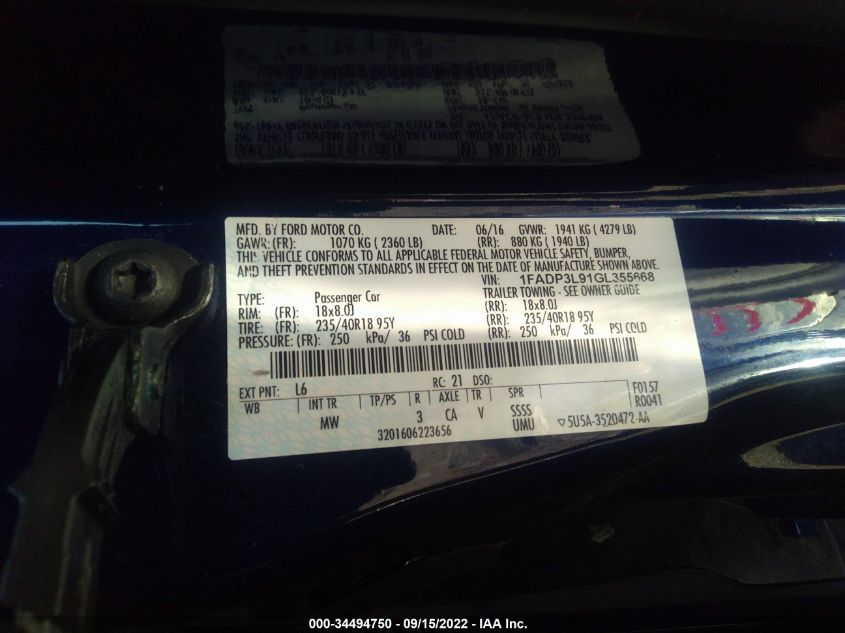 MFD. BY FORD MOTOR CO. DATE: 06/16 GVWR: 1941 KG ( 4279 LB)
GAWR:(FR): 1070 KG ( 2360 LB) (RR): 880 KG ( 1940 LB)
THIS VEHICLE CONFORMS TO ALL APPLICABLE FEDERAL MOTOR VEHICLE SAFETY, BUMPER,
AND THEFT PREVENTION STANDARDS IN EFFECT ON THE DATE OF MANUFACTURE SHOWN ABOVE.
VIN: 1FADP3L91GL355668
TYPE: Passenger Car TRAILER TOWING - SEE OWNER GUIDE
RIM: (FR): 18x8.0J (RR): 18x8.0J
TIRE: (FR): 235/40R18 95Y (RR): 235/40R18 95Y
PRESSURE: (FR): 250 kPa/ 36 PSI COLD (RR): 250 kPa/ 36 PSI COLD
EXT PNT: L6 RC: 21 DSO:
WB INT TR TP/PS R AXLE TR SPR F0157
MW 3 CA V SSSS R0041
3201606223656 UMU 5U5A-3520472-AA
000-34494750 - 09/15/2022 - IAA Inc.